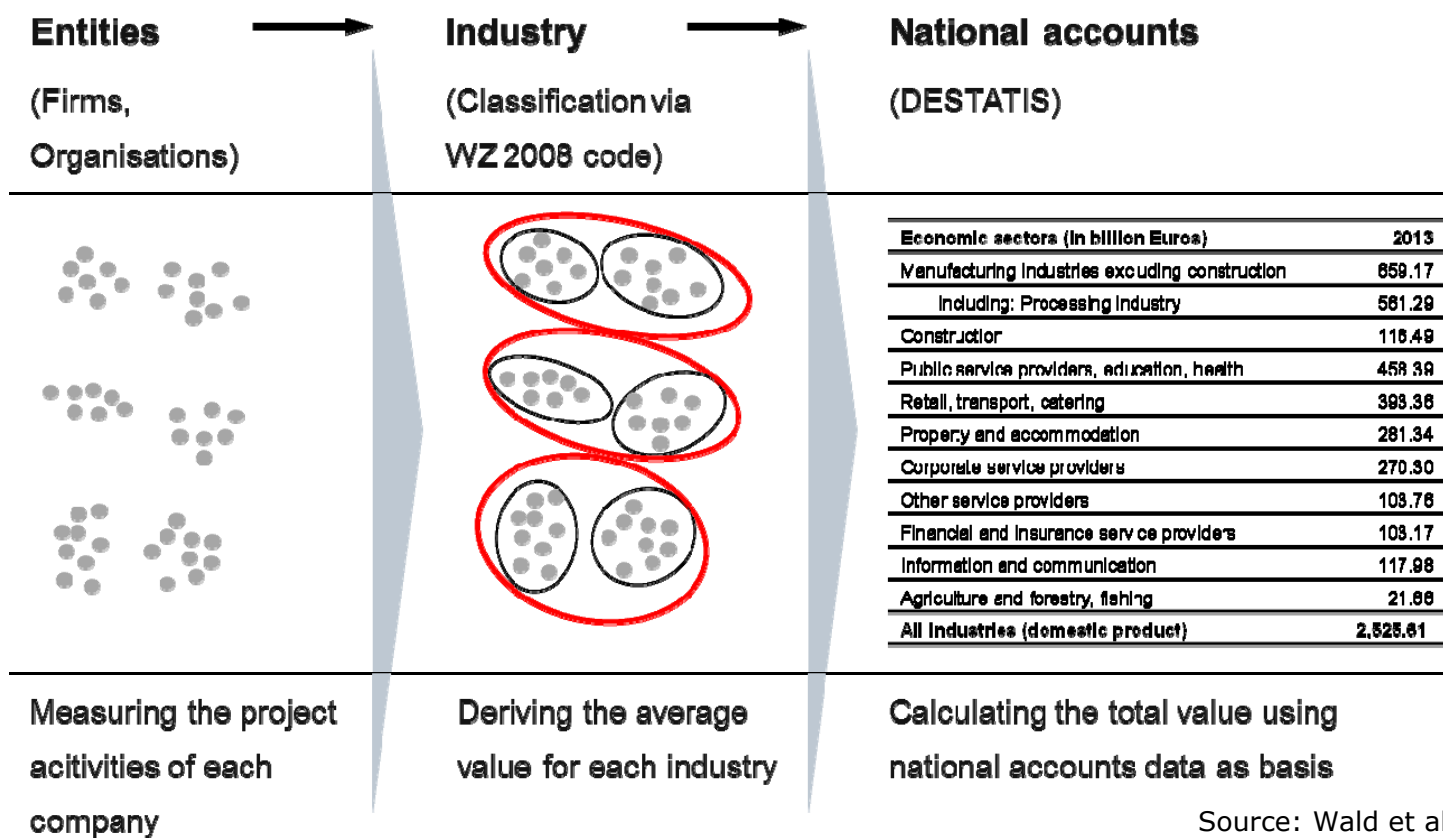 Entities
Industry
National accounts
(Firms,
Organisations)
(Classification via
WZ 2008 code)
(DESTATIS)
Economic sectors (in billion Euros) 2013
Manufacturing industries excluding construction 659.17
Including: Processing industry 561.29
Construction 116.49
Public service providers, education, health 458.39
Retail, transport, catering 393.36
Property and accommodation 281.34
Corporate service providers 270.30
Other service providers 103.76
Financial and insurance service providers 103.17
Information and communication 117.98
Agriculture and forestry, fishing 21.66
All industries (domestic product) 2,525.61
Measuring the project
acitivities of each
company
Deriving the average
value for each industry
Calculating the total value using
national accounts data as basis
Source: Wald et al